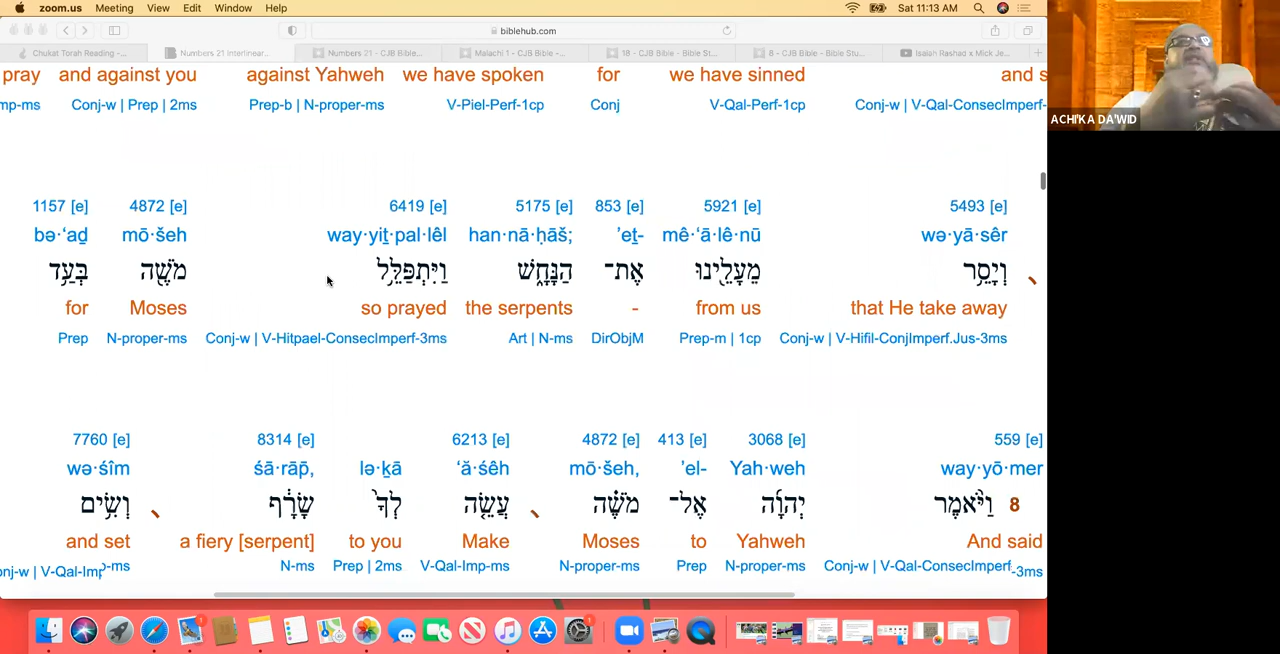 zoom.us Meeting View Edit Window Help Sat 11:13 AM
biblehub.com
Chukat Torah Reading -... Numbers 21 Interlinear... Numbers 21 - CJB Bible... Malachi 1 - CJB Bible -... 18 - CJB Bible - Bible St... 8 - CJB Bible - Bible Stu... Isaiah Rashad x Mick Je...
pray and against you against Yahweh we have spoken for we have sinned and s
mp-ms Conj-w | Prep | 2ms Prep-b | N-proper-ms V-Piel-Perf-1cp Conj V-Qal-Perf-1cp Conj-w | V-Qal-ConsecImperf-
ACHI'KA DA'WID
1157 [e] 4872 [e] 6419 [e] 5175 [e] 853 [e] 5921 [e] 5493 [e]
bə·‘aḏ mō·šeh way·yiṯ·pal·lêl han·nā·ḥāš; ’eṯ- mê·‘ā·lê·nū wə·yā·sêr
וְיָסֵ֥ר מֵעָלֵ֖ינוּ אֶת־ הַנָּחָ֑שׁ וַיִּתְפַּלֵּ֥ל מֹשֶׁ֖ה בְּעַ֥ד
for Moses so prayed the serpents - from us that He take away
Prep N-proper-ms Conj-w | V-Hitpael-ConsecImperf-3ms Art | N-ms DirObjM Prep-m | 1cp Conj-w | V-Hifil-ConjImperf.Jus-3ms
7760 [e] 8314 [e] 6213 [e] 4872 [e] 413 [e] 3068 [e] 559 [e]
wə·śîm śā·rāp̄, lə·ḵā ‘ă·śêh mō·šeh, ’el- Yah·weh way·yō·mer
8 וַיֹּ֨אמֶר יְהוָ֜ה אֶל־ מֹשֶׁ֗ה עֲשֵׂ֤ה לְךָ֙ שָׂרָ֔ף וְשִׂ֥ים
and set a fiery [serpent] to you Make Moses to Yahweh And said
onj-w | V-Qal-Imp-ms N-ms Prep | 2ms V-Qal-Imp-ms N-proper-ms Prep N-proper-ms Conj-w | V-Qal-ConsecImperf-3ms